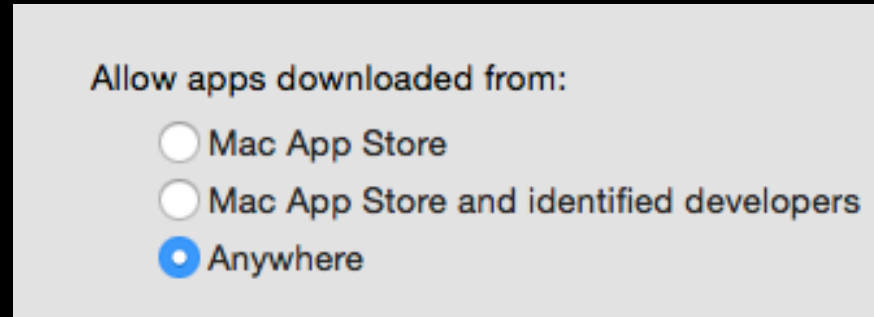 Allow apps downloaded from:
Mac App Store
Mac App Store and identified developers
Anywhere